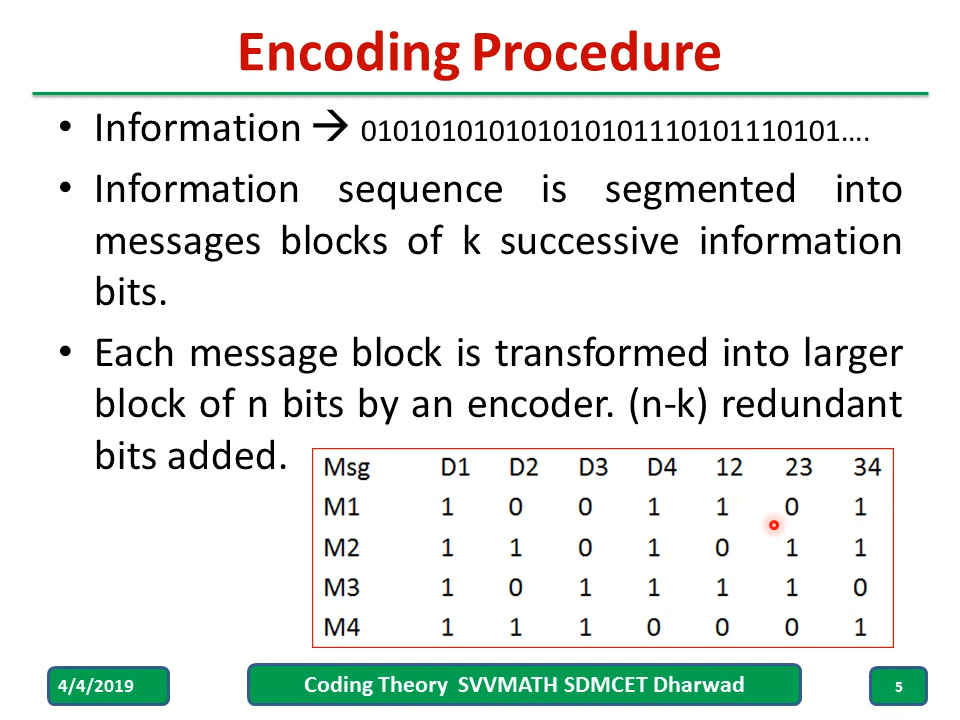 Encoding Procedure
• Information → 010101010101010101110101110101....
• Information sequence is segmented into
messages blocks of k successive information
bits.
• Each message block is transformed into larger
block of n bits by an encoder. (n-k) redundant
bits added.
Msg D1 D2 D3 D4 12 23 34
M1 1 0 0 1 1 0 1
M2 1 1 0 1 0 1 1
M3 1 0 1 1 1 1 0
M4 1 1 1 0 0 0 1
4/4/2019
Coding Theory SVVMATH SDMCET Dharwad
5